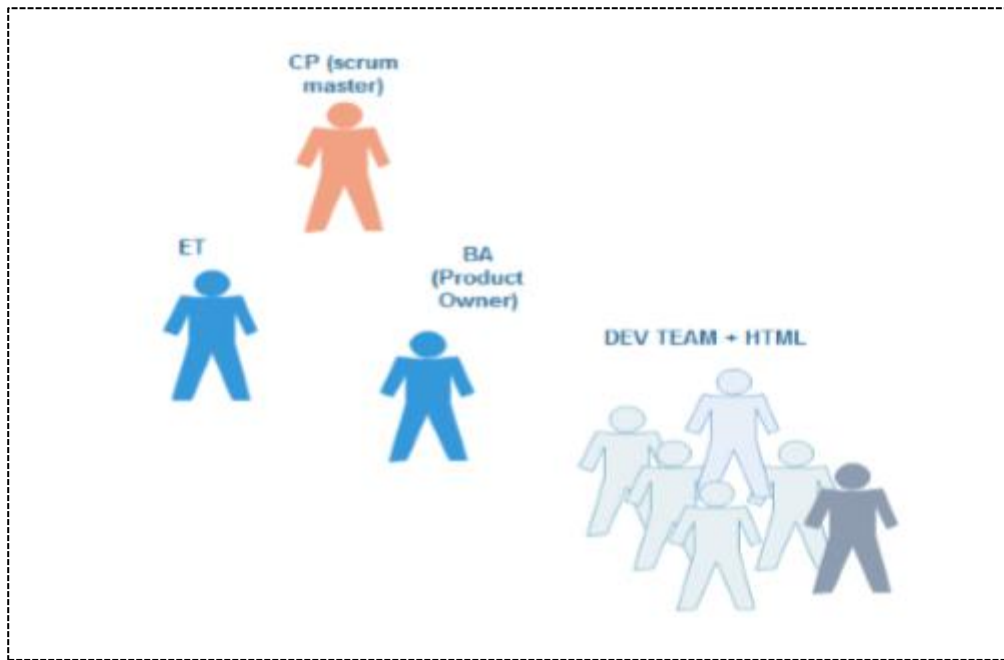 CP (scrum
master)
ET
BA
(Product
Owner)
DEV TEAM + HTML